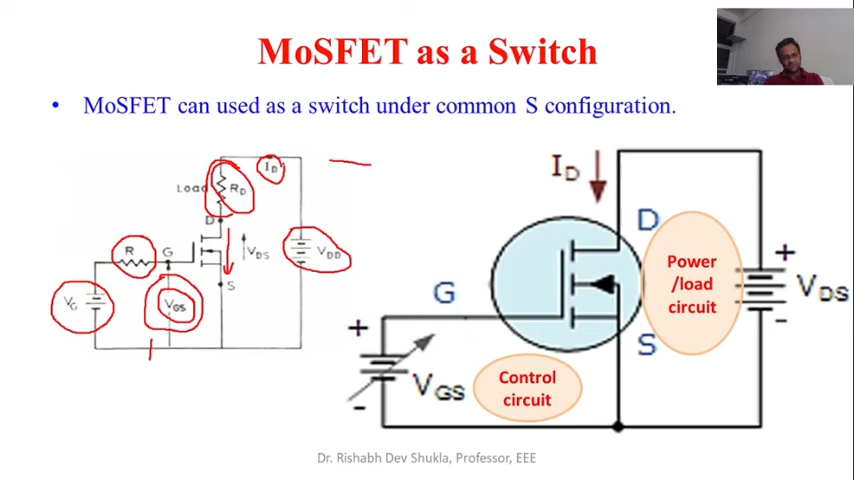 MoSFET as a Switch
• MoSFET can used as a switch under common S configuration.
ID
Load
RD
D
R
G
VDS
VDD
VG
VGS
S
ID
D
G
Power
/load
circuit
+
VDS
-
S
+
VGS
-
Control
circuit
Dr. Rishabh Dev Shukla, Professor, EEE